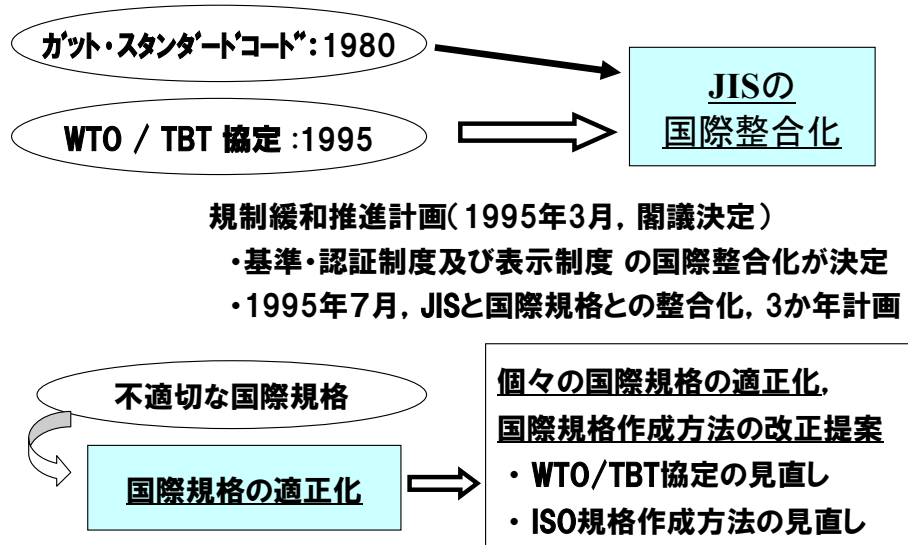 ガット・スタンダードコード":1980
WTO / TBT 協定 :1995
JISの
国際整合化
規制緩和推進計画(1995年3月, 閣議決定)
・基準・認証制度及び表示制度 の国際整合化が決定
・1995年7月, JISと国際規格との整合化, 3か年計画
不適切な国際規格
国際規格の適正化
個々の国際規格の適正化,
国際規格作成方法の改正提案
・ WTO/TBT協定の見直し
・ ISO規格作成方法の見直し